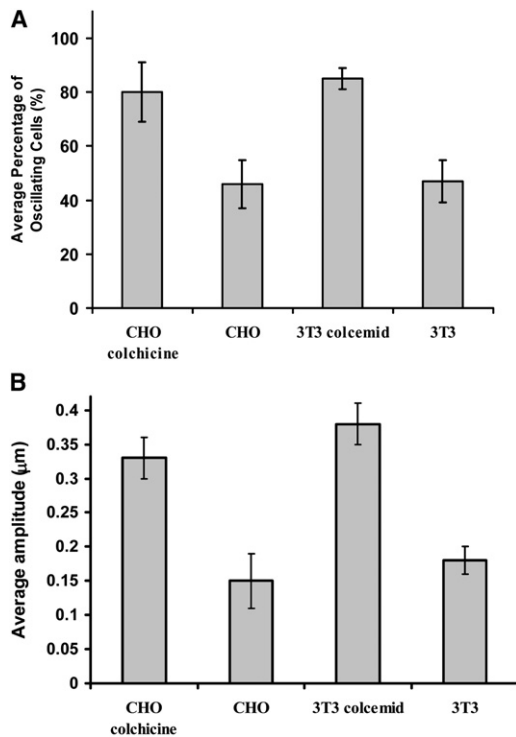 A
Average Percentage of
Oscillating Cells (%)
100
80
60
40
20
0
CHO
colchicine
CHO
3T3 colcemid
3T3
B
Average amplitude (μm)
0.4
0.35
0.3
0.25
0.2
0.15
0.1
0.05
0
CHO
colchicine
CHO
3T3 colcemid
3T3